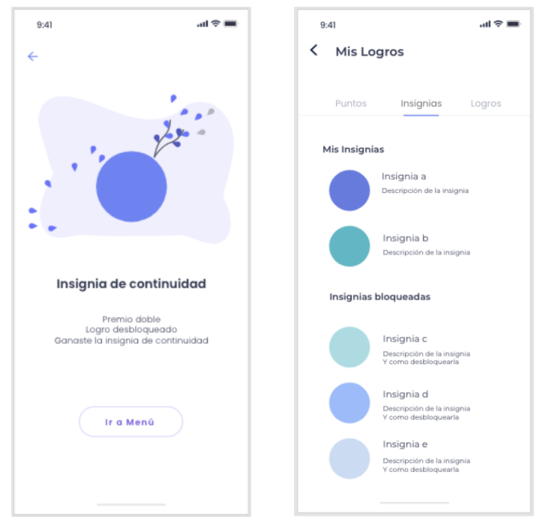 9:41
Insignia de continuidad
Premio doble
Logro desbloqueado
Ganaste la insignia de continuidad
Ir a Menú
9:41
Mis Logros
Puntos Insignias Logros
Mis Insignias
Insignia a
Descripción de la insignia
Insignia b
Descripción de la insignia
Insignias bloqueadas
Insignia c
Descripción de la insignia
Y como desbloquearla
Insignia d
Descripción de la insignia
Y como desbloquearla
Insignia e
Descripción de la insignia
Y como desbloquearla